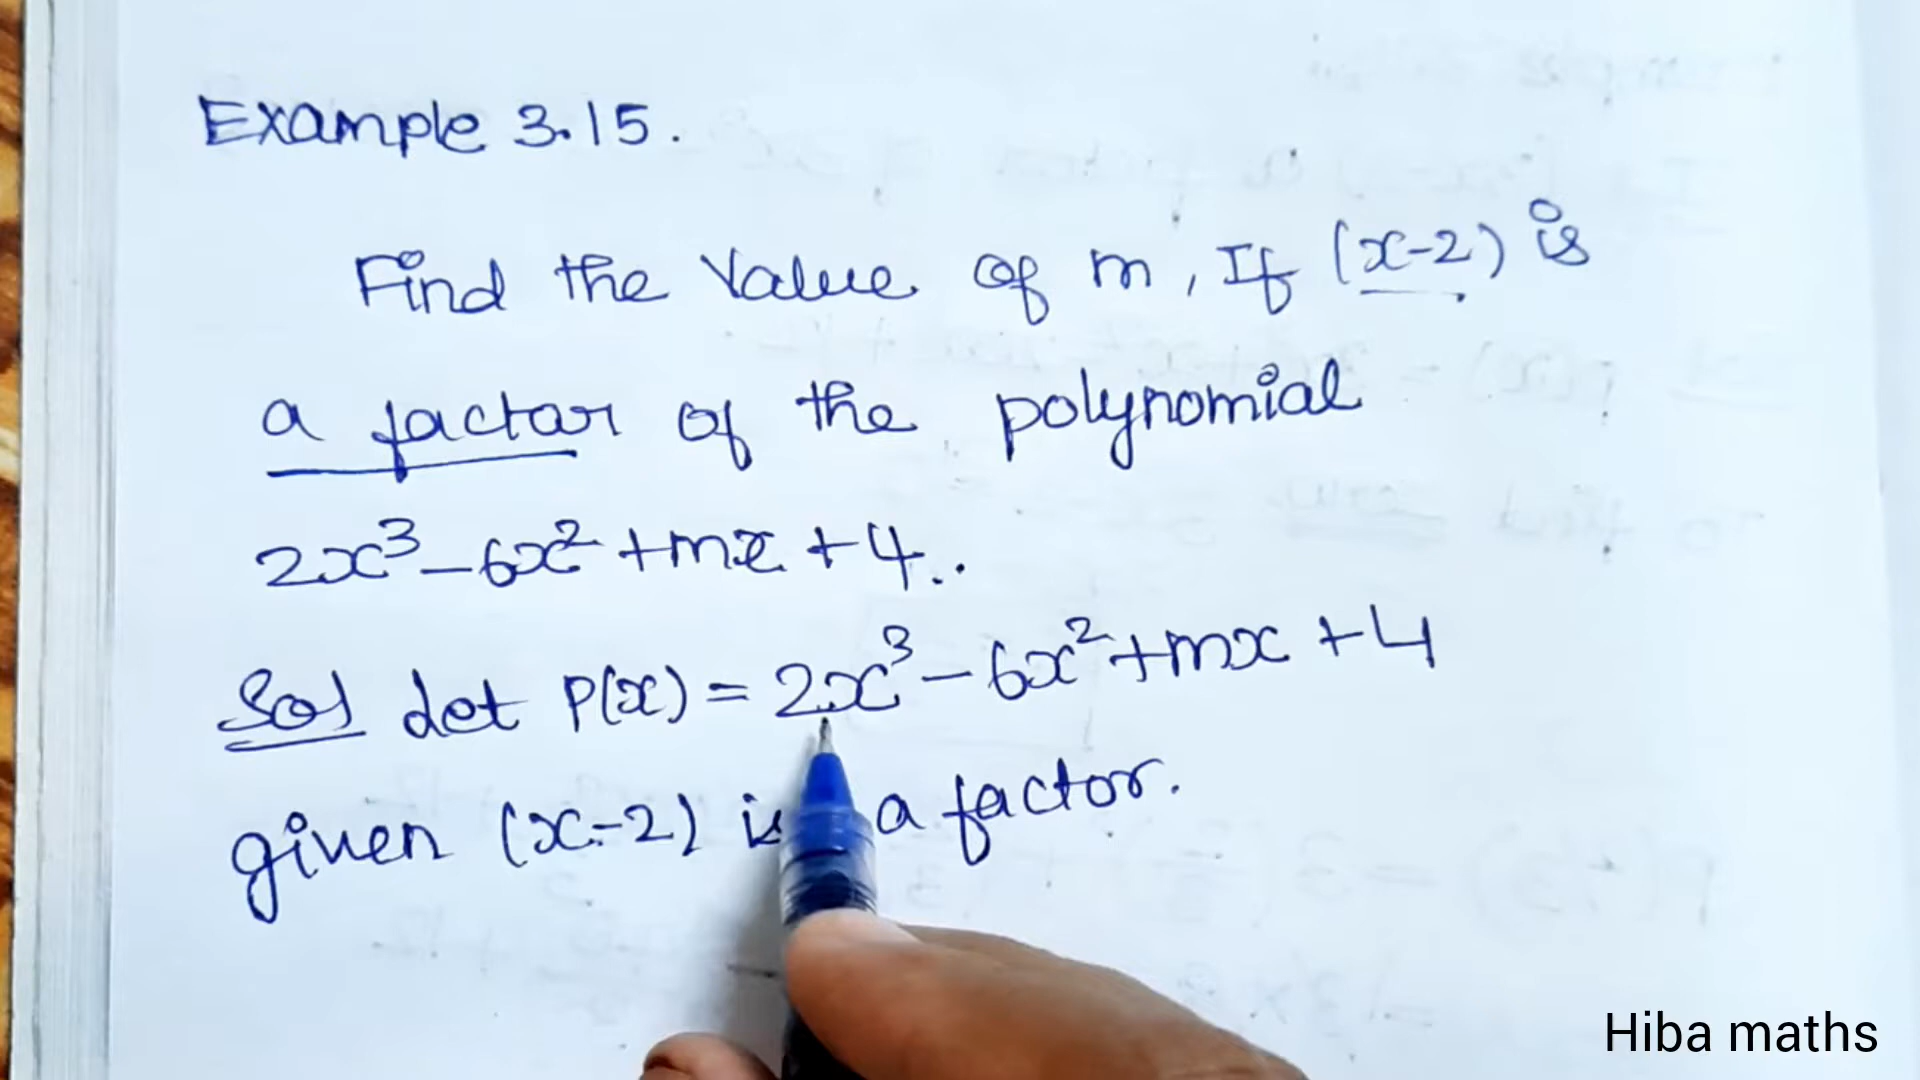 Example 3.15.
Find the Value of m, If (x-2) is
a factor of the polynomial
2x³-6x²+mx+4..
Sol let P(x) = 2x³-6x²+mx+4
given (x-2) is a factor.
Hiba maths